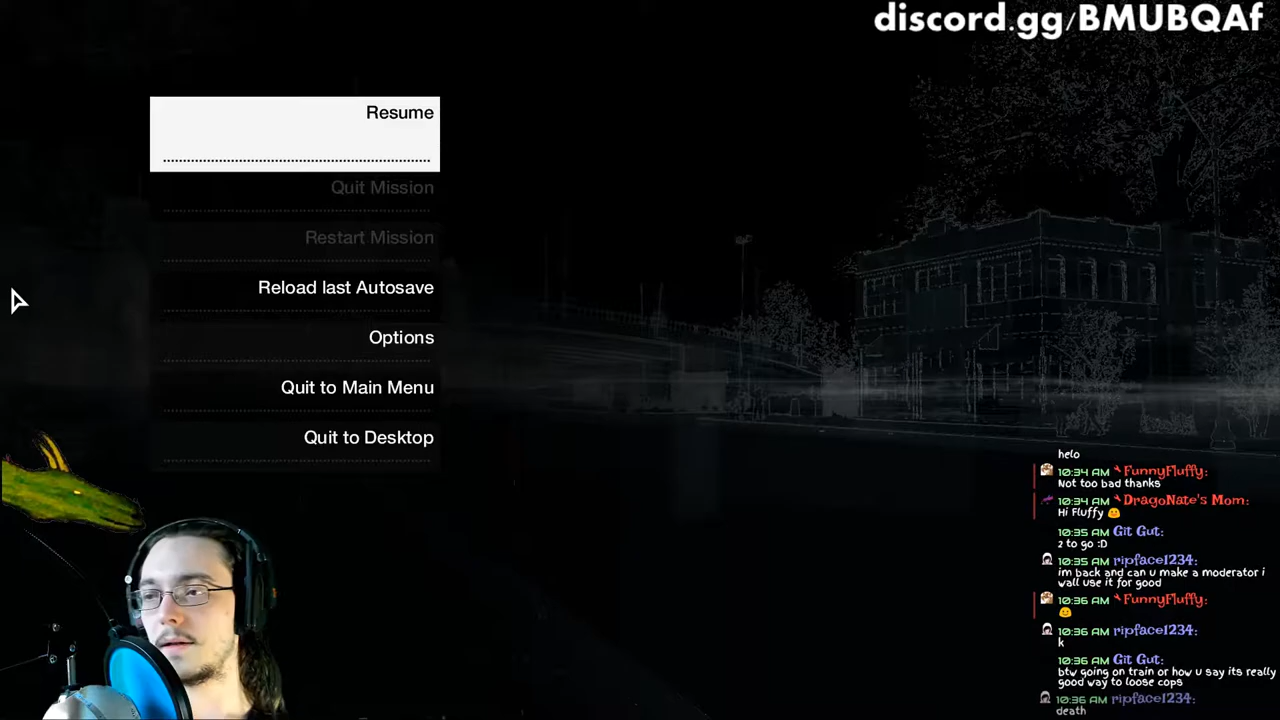 discord.gg/BMUBQAf
Resume
Quit Mission
Restart Mission
Reload last Autosave
Options
Quit to Main Menu
Quit to Desktop
helo
10:34 AM FunnyFluffy:
Not too bad thanks
10:34 AM DragoNate's Mom:
Hi Fluffy
10:35 AM Git Gut:
2 to go :D
10:35 AM ripface1234:
im back and can u make a moderator i
wall use it for good
10:36 AM FunnyFluffy:
10:36 AM ripface1234:
k
10:36 AM Git Gut:
btw going on train or how u say its really
good way to loose cops
10:36 AM ripface1234:
death